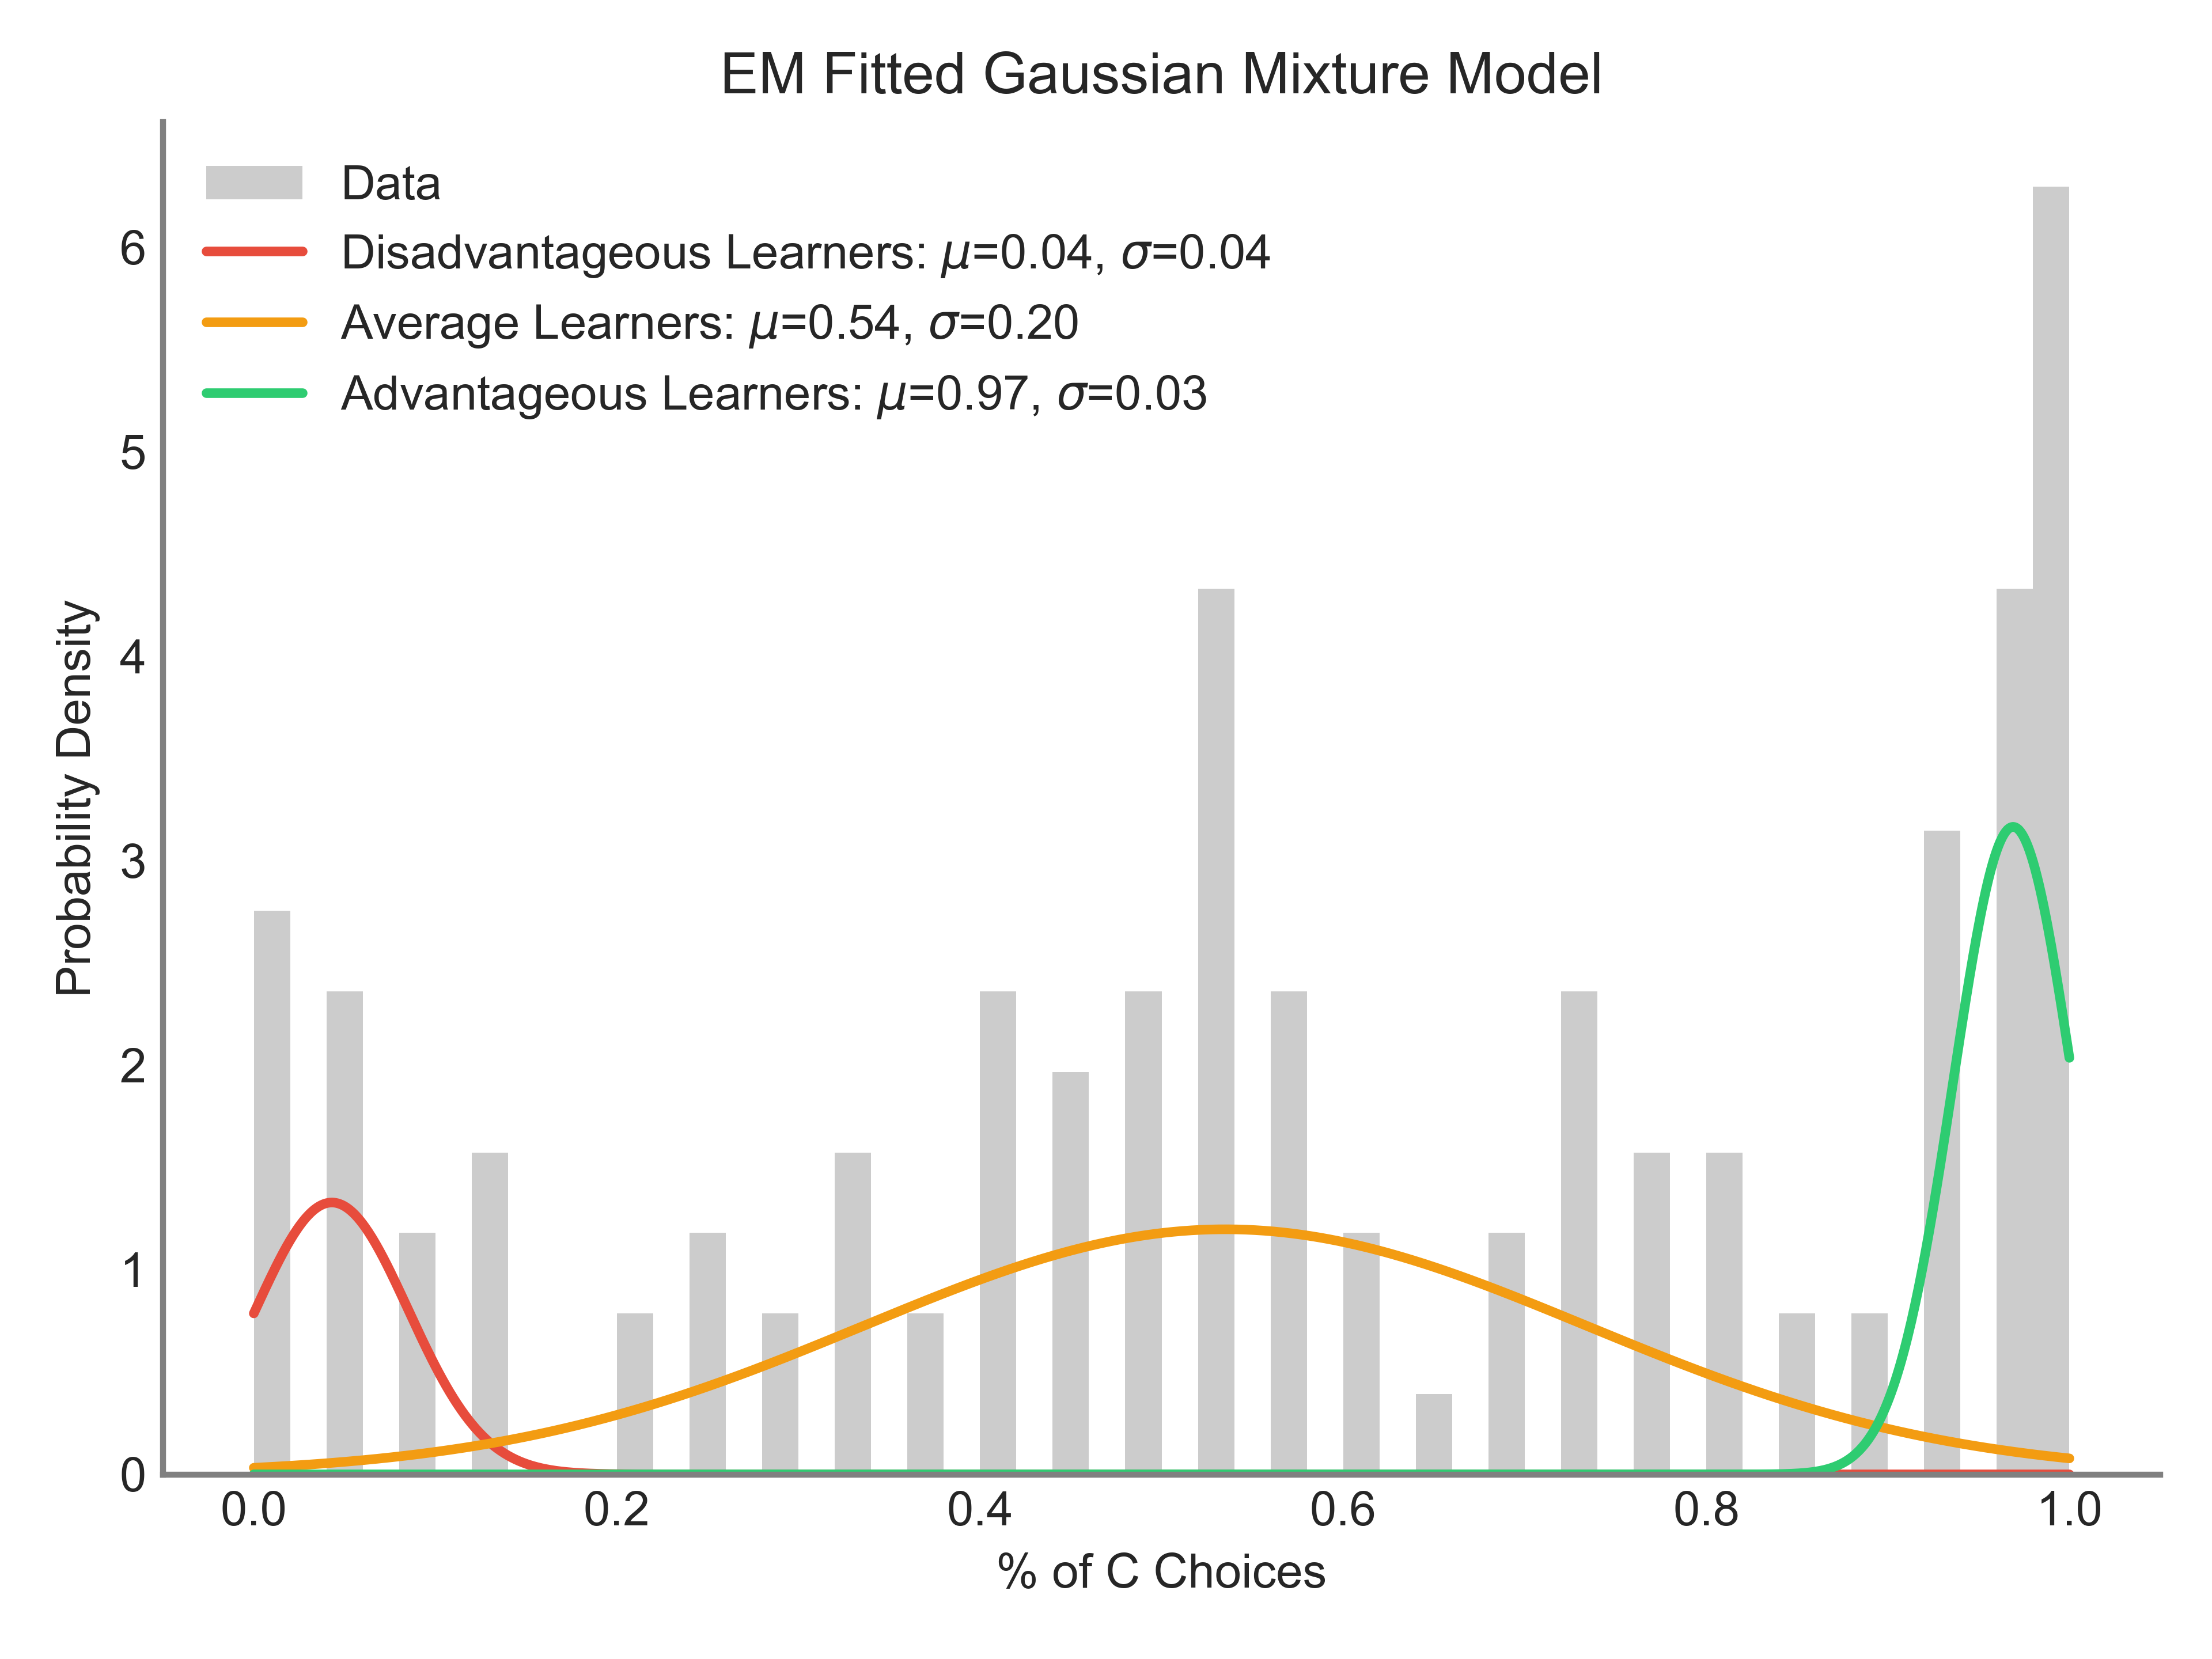 EM Fitted Gaussian Mixture Model
Data
Disadvantageous Learners: μ=0.04, σ=0.04
Average Learners: μ=0.54, σ=0.20
Advantageous Learners: μ=0.97, σ=0.03
Probability Density
6
5
4
3
2
1
0
0.0 0.2 0.4 0.6 0.8 1.0
% of C Choices